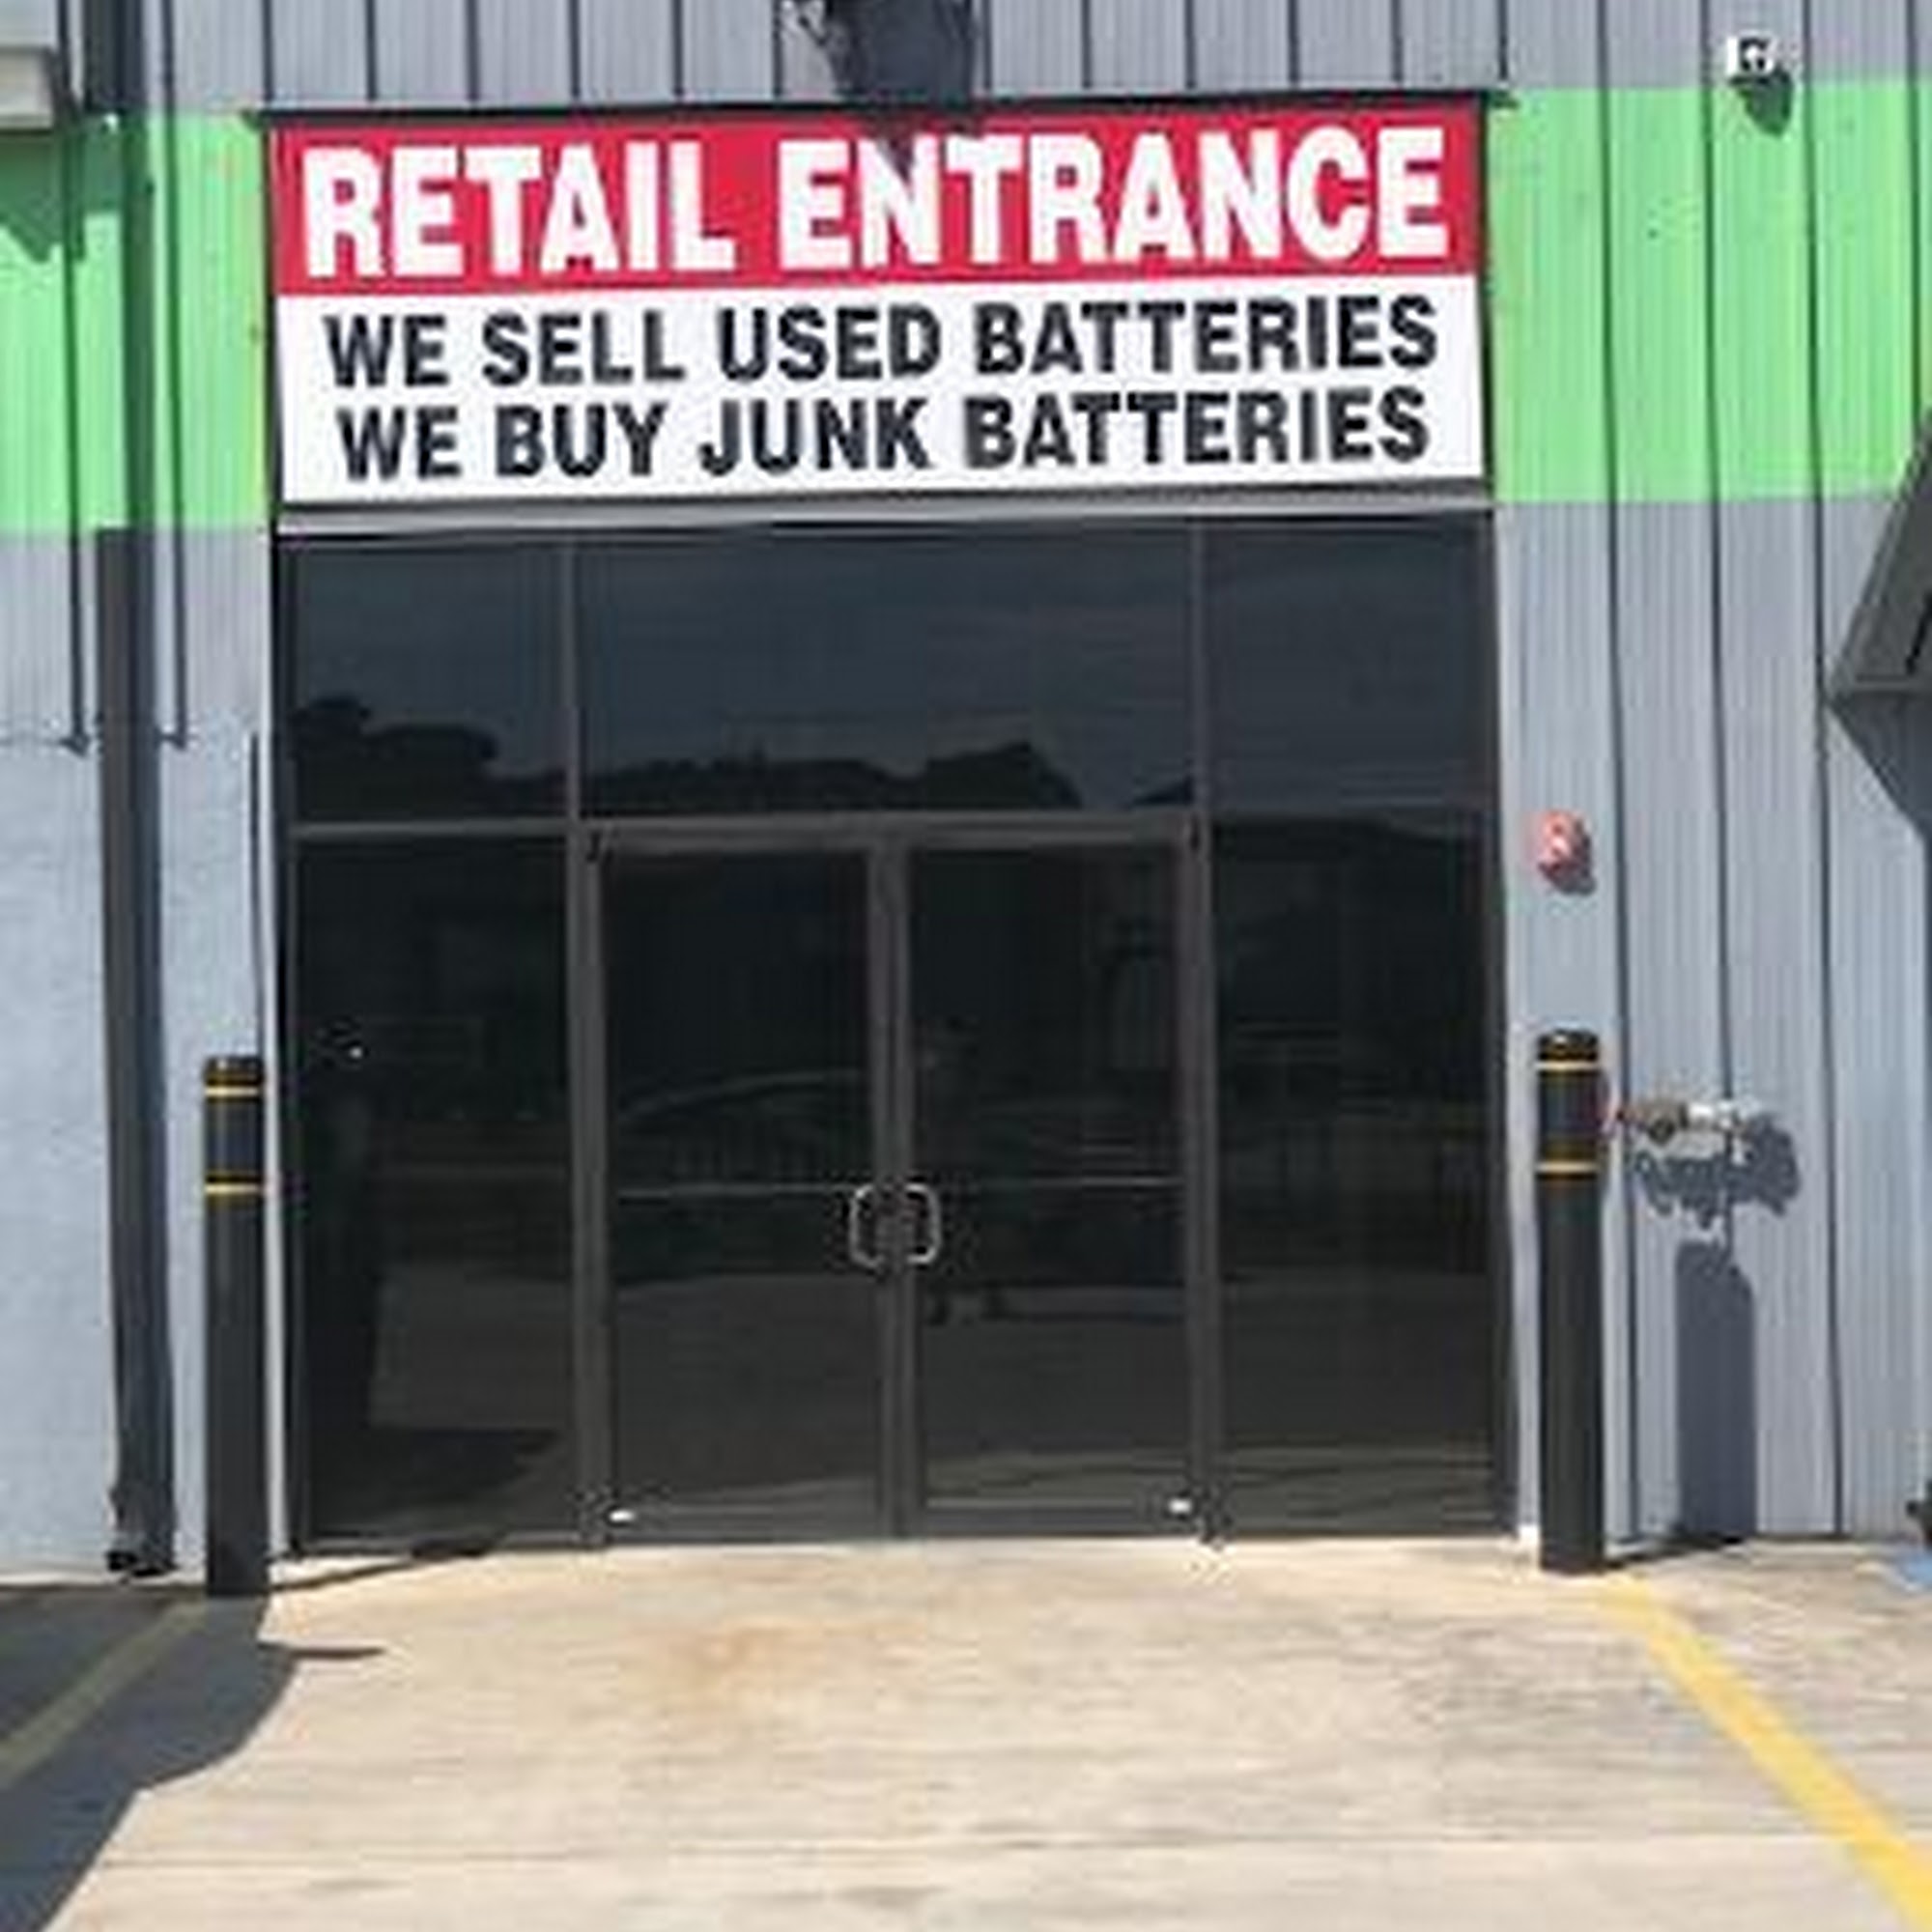 RETAIL ENTRANCE
WE SELL USED BATTERIES
WE BUY JUNK BATTERIES